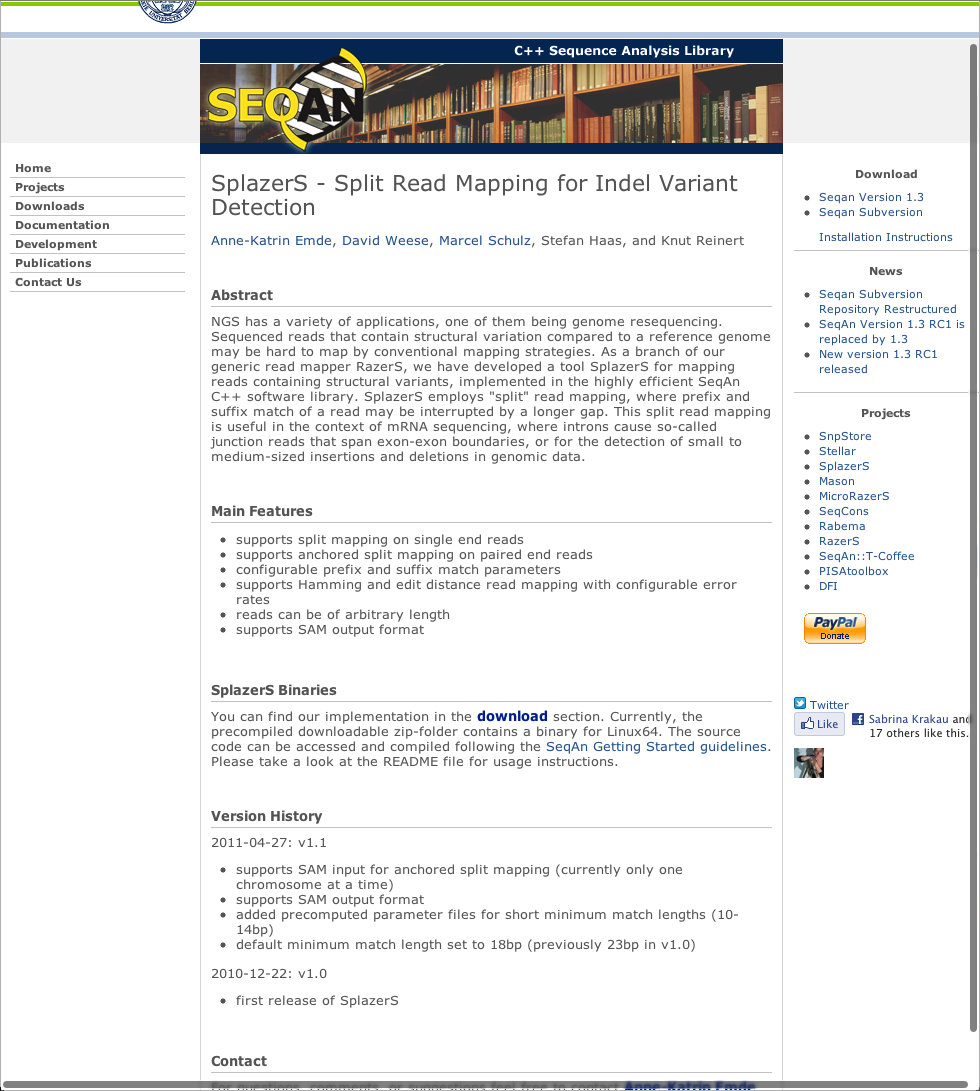 C++ Sequence Analysis Library
SEQAN
Home
Projects
Downloads
Documentation
Development
Publications
Contact Us
SplazerS - Split Read Mapping for Indel Variant
Detection
Anne-Katrin Emde, David Weese, Marcel Schulz, Stefan Haas, and Knut Reinert
Abstract
NGS has a variety of applications, one of them being genome resequencing.
Sequenced reads that contain structural variation compared to a reference genome
may be hard to map by conventional mapping strategies. As a branch of our
generic read mapper RazerS, we have developed a tool SplazerS for mapping
reads containing structural variants, implemented in the highly efficient SeqAn
C++ software library. SplazerS employs "split" read mapping, where prefix and
suffix match of a read may be interrupted by a longer gap. This split read mapping
is useful in the context of mRNA sequencing, where introns cause so-called
junction reads that span exon-exon boundaries, or for the detection of small to
medium-sized insertions and deletions in genomic data.
Main Features
supports split mapping on single end reads
supports anchored split mapping on paired end reads
configurable prefix and suffix match parameters
supports Hamming and edit distance read mapping with configurable error
rates
reads can be of arbitrary length
supports SAM output format
SplazerS Binaries
You can find our implementation in the download section. Currently, the
precompiled downloadable zip-folder contains a binary for Linux64. The source
code can be accessed and compiled following the SeqAn Getting Started guidelines.
Please take a look at the README file for usage instructions.
Version History
2011-04-27: v1.1
supports SAM input for anchored split mapping (currently only one
chromosome at a time)
supports SAM output format
added precomputed parameter files for short minimum match lengths (10-
14bp)
default minimum match length set to 18bp (previously 23bp in v1.0)
2010-12-22: v1.0
first release of SplazerS
Contact
For questions, comments, or suggestions feel free to contact Anne-Katrin Emde
Download
Seqan Version 1.3
Seqan Subversion
Installation Instructions
News
Seqan Subversion
Repository Restructured
SeqAn Version 1.3 RC1 is
replaced by 1.3
New version 1.3 RC1
released
Projects
SnpStore
Stellar
SplazerS
Mason
MicroRazerS
SeqCons
Rabema
RazerS
SeqAn::T-Coffee
PISAtoolbox
DFI
PayPal
Donate
Twitter
Like
Sabrina Krakau and
17 others like this.